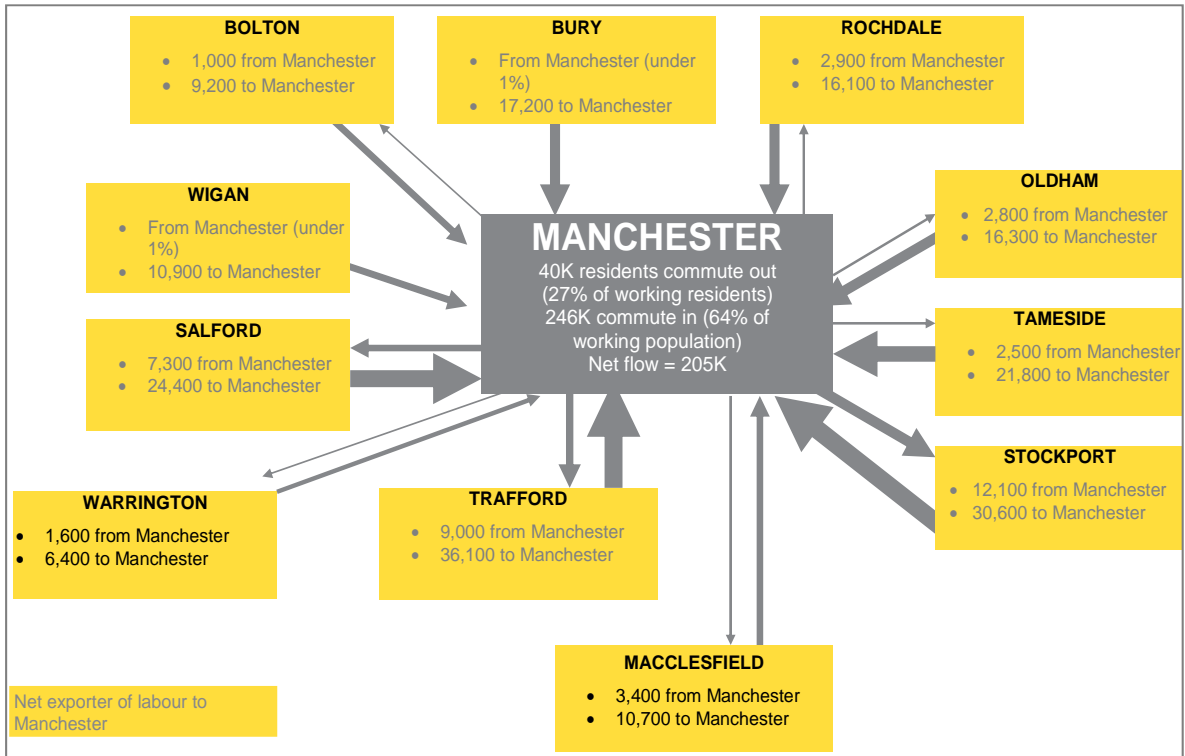 BOLTON
• 1,000 from Manchester
• 9,200 to Manchester
BURY
• From Manchester (under
1%)
• 17,200 to Manchester
ROCHDALE
• 2,900 from Manchester
• 16,100 to Manchester
WIGAN
• From Manchester (under
1%)
• 10,900 to Manchester
MANCHESTER
40K residents commute out
(27% of working residents)
246K commute in (64% of
working population)
Net flow = 205K
OLDHAM
• 2,800 from Manchester
• 16,300 to Manchester
SALFORD
• 7,300 from Manchester
• 24,400 to Manchester
TAMESIDE
• 2,500 from Manchester
• 21,800 to Manchester
WARRINGTON
• 1,600 from Manchester
• 6,400 to Manchester
TRAFFORD
• 9,000 from Manchester
• 36,100 to Manchester
STOCKPORT
• 12,100 from Manchester
• 30,600 to Manchester
MACCLESFIELD
• 3,400 from Manchester
• 10,700 to Manchester
Net exporter of labour to
Manchester